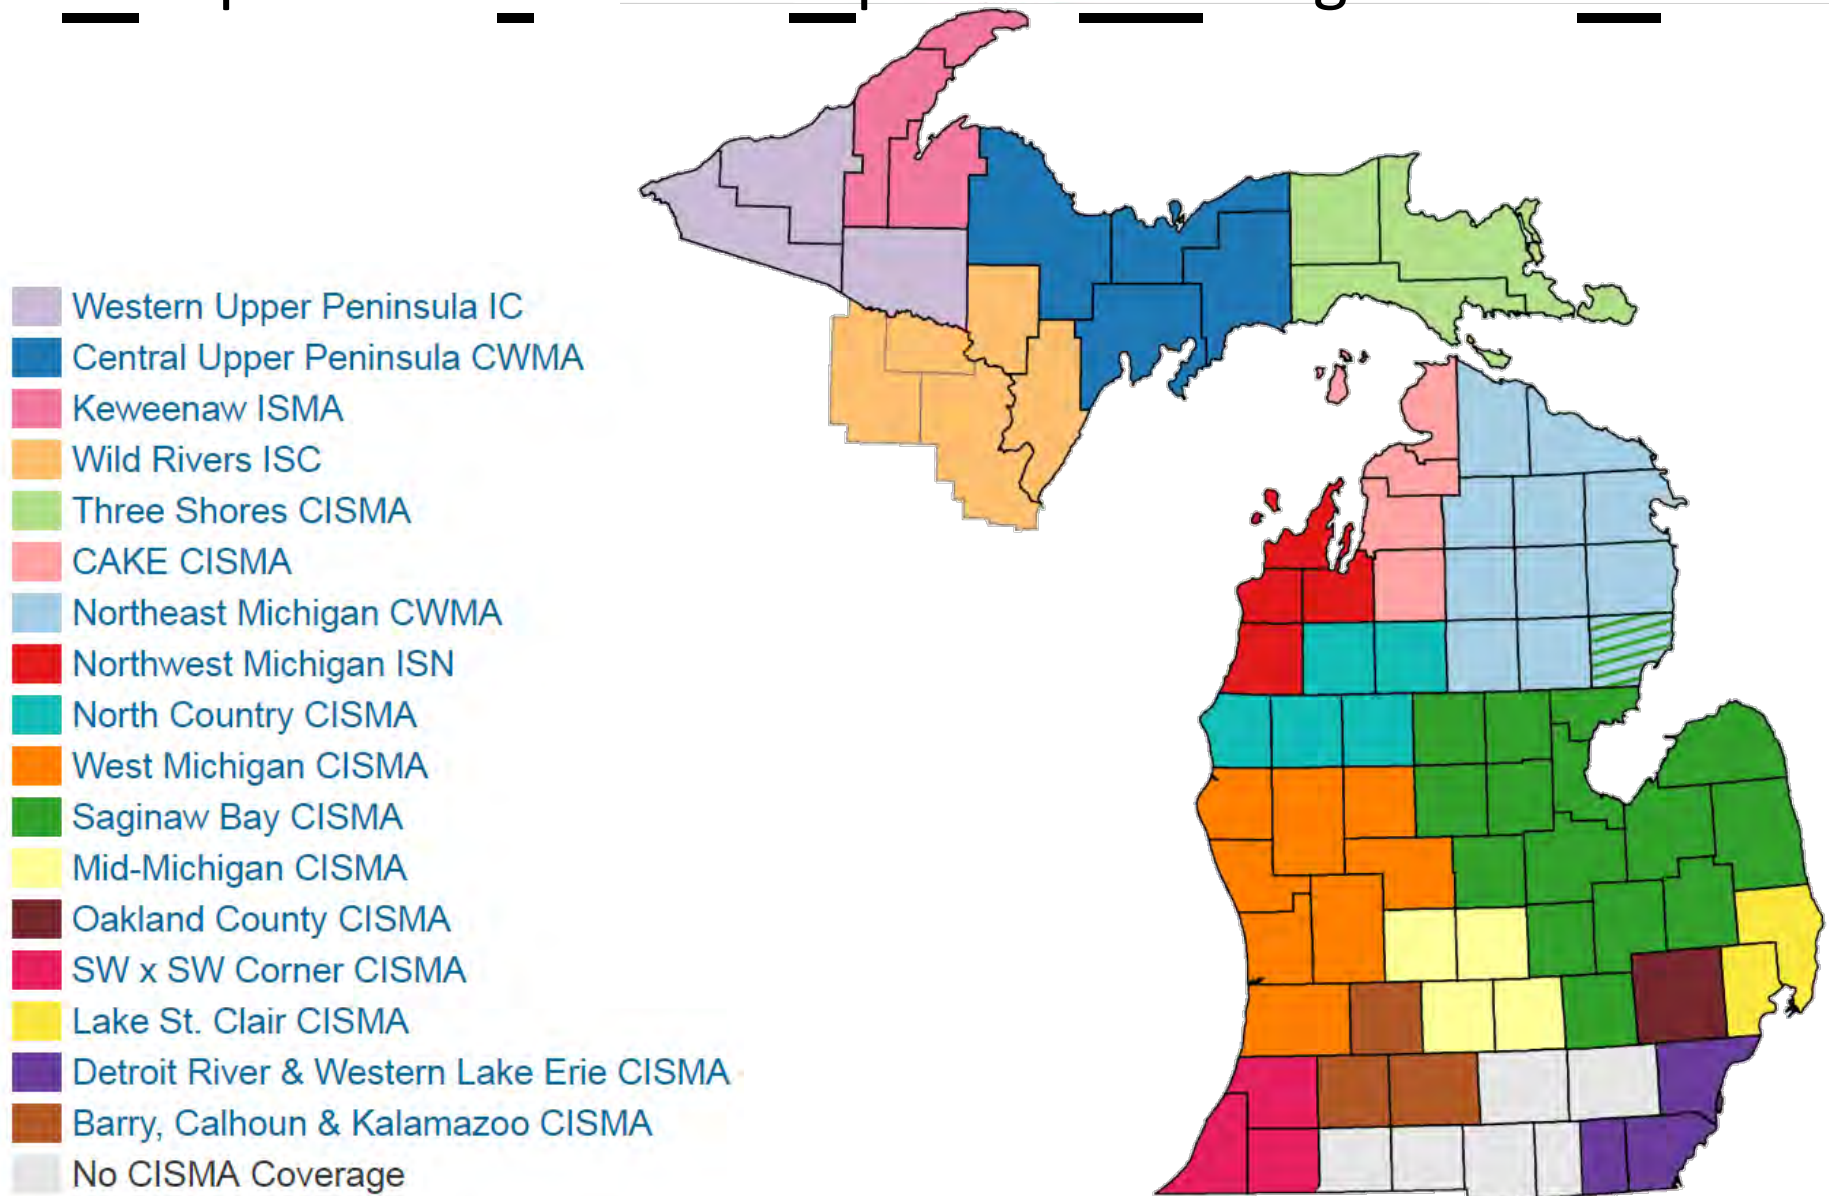 Western Upper Peninsula IC
Central Upper Peninsula CWMA
Keweenaw ISMA
Wild Rivers ISC
Three Shores CISMA
CAKE CISMA
Northeast Michigan CWMA
Northwest Michigan ISN
North Country CISMA
West Michigan CISMA
Saginaw Bay CISMA
Mid-Michigan CISMA
Oakland County CISMA
SW x SW Corner CISMA
Lake St. Clair CISMA
Detroit River & Western Lake Erie CISMA
Barry, Calhoun & Kalamazoo CISMA
No CISMA Coverage